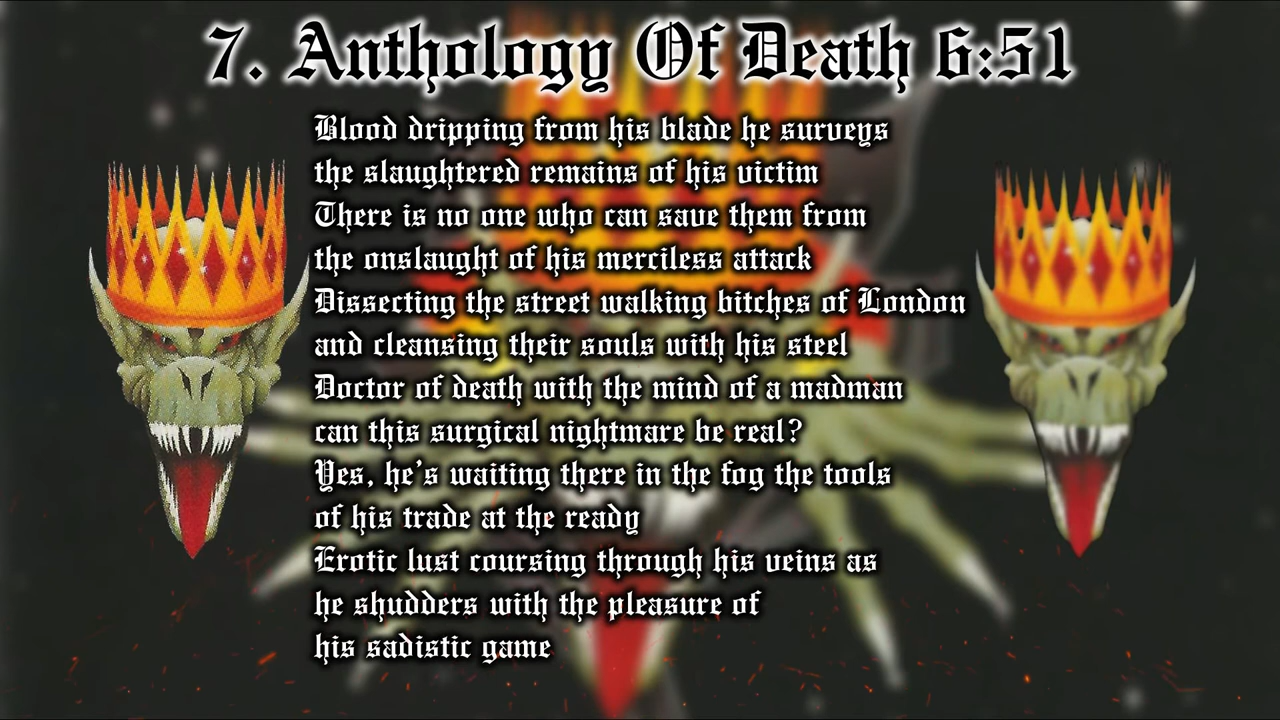 7. Anthology Of Death 6:51
Blood dripping from his blade he surveys
the slaughtered remains of his victim
There is no one who can save them from
the onslaught of his merciless attack
Dissecting the street walking bitches of London
and cleansing their souls with his steel
Doctor of death with the mind of a madman
can this surgical nightmare be real?
Yes, he's waiting there in the fog the tools
of his trade at the ready
Erotic lust coursing through his veins as
he shudders with the pleasure of
his sadistic game